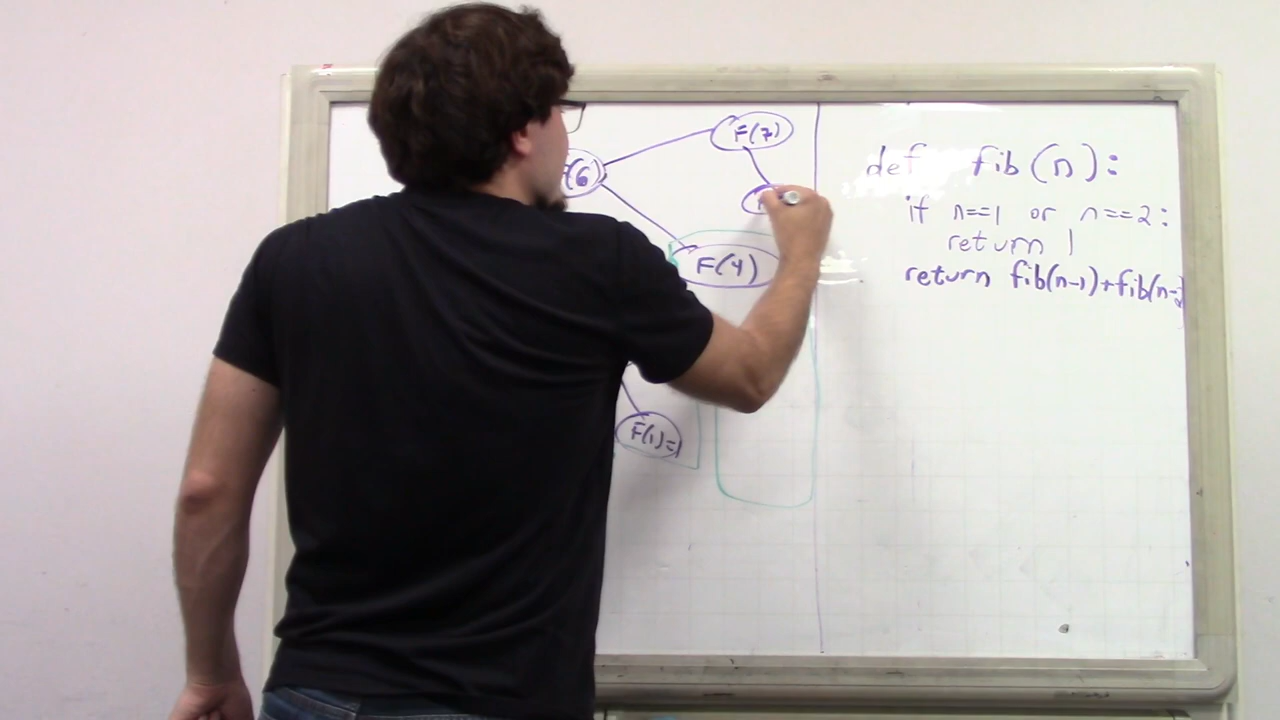 F(7)
(6)
F(4)
F(1)=1
def fib(n):
if n==1 or n==2:
return 1
return fib(n-1)+fib(n-2